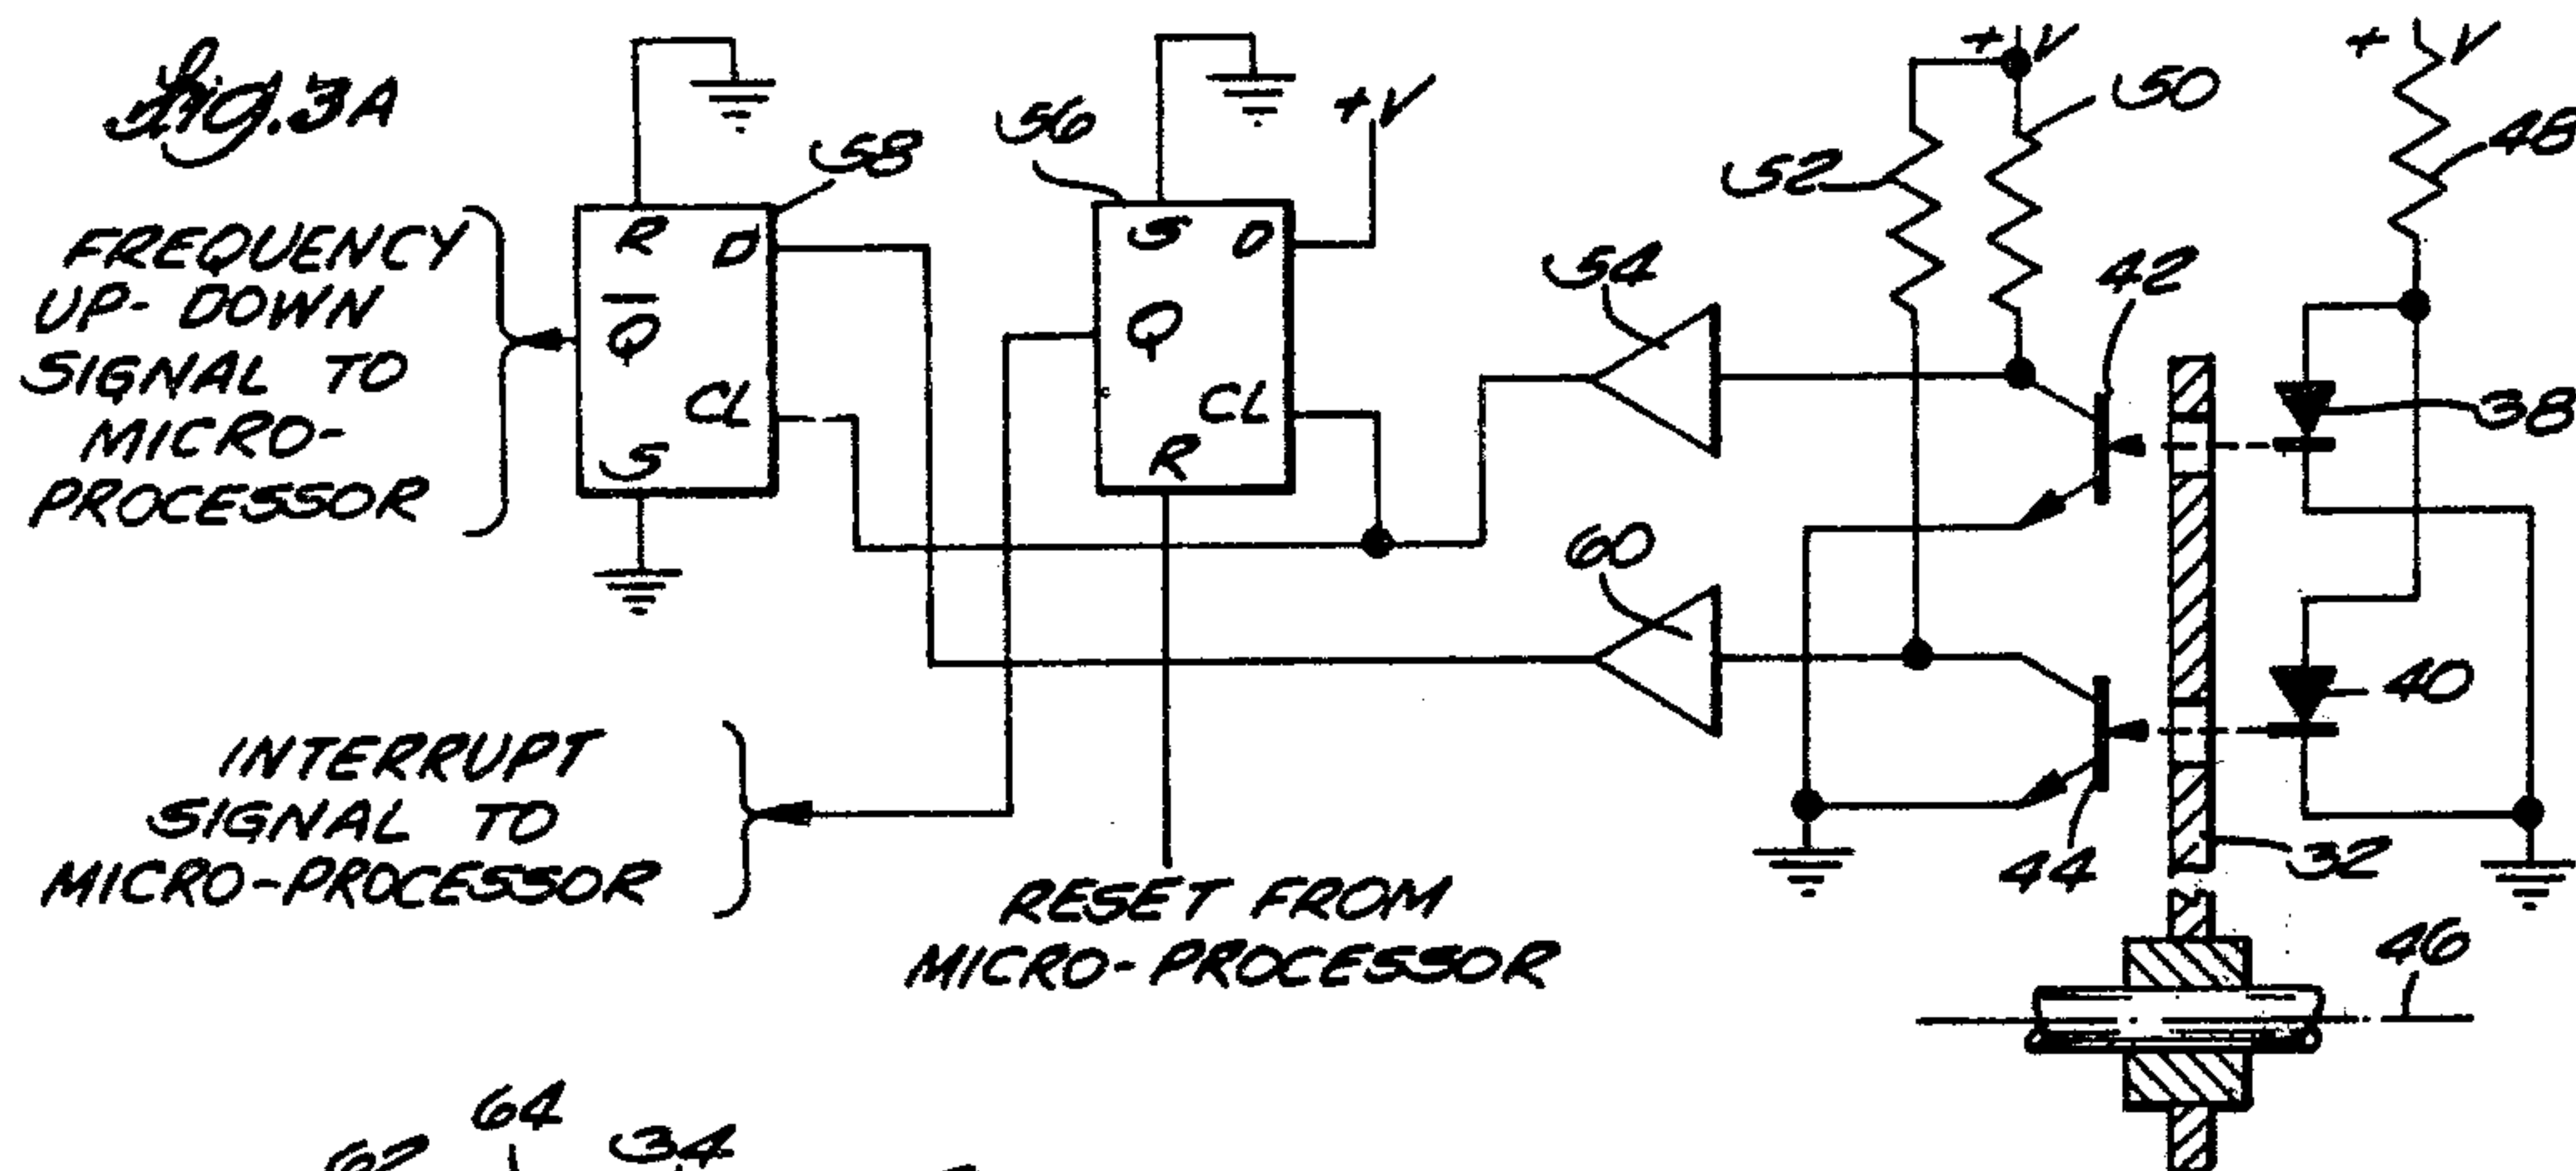 Fig. 3A
+V
+V
50
56
+V
58
52
48
R
D
S
D
FREQUENCY
UP-DOWN
SIGNAL TO
MICRO-
PROCESSOR
54
42
Q
Q
CL
CL
38
S
R
60
40
INTERRUPT
SIGNAL TO
MICRO-PROCESSOR
44
32
RESET FROM
MICRO-PROCESSOR
46
64
62
34